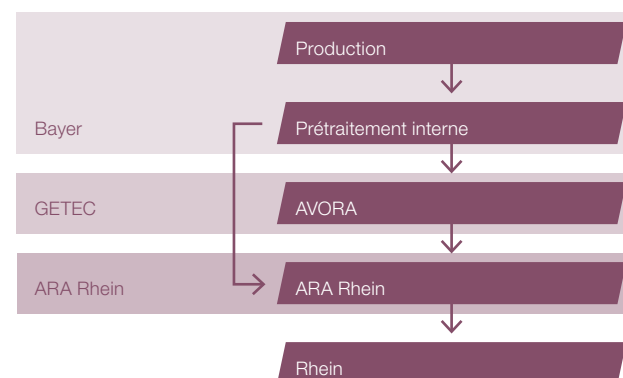 Production
Bayer
Prétraitement interne
GETEC
AVORA
ARA Rhein
ARA Rhein
Rhein